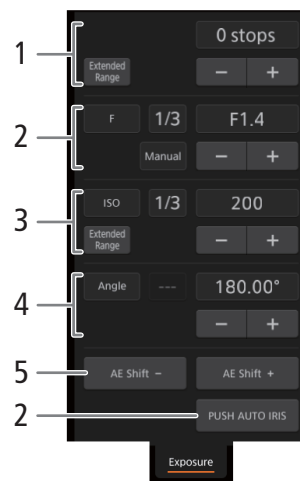 1
0 stops
Extended
Range
− +
2
F 1/3 F1.4
Manual − +
3
ISO 1/3 200
Extended
Range
− +
4
Angle --- 180.00°
− +
5
AE Shift − AE Shift +
2
PUSH AUTO IRIS
Exposure